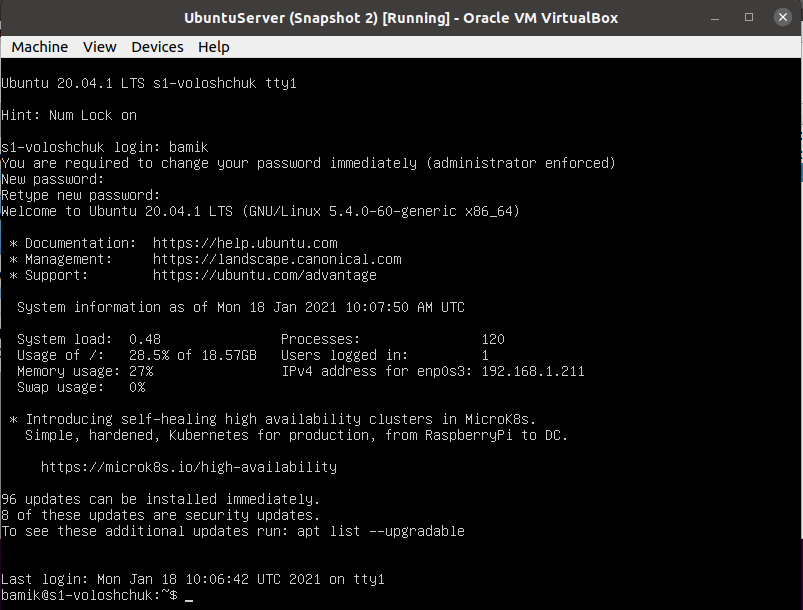 UbuntuServer (Snapshot 2) [Running] - Oracle VM VirtualBox
Machine View Devices Help
Ubuntu 20.04.1 LTS s1-voloshchuk tty1
Hint: Num Lock on
s1-voloshchuk login: bamik
You are required to change your password immediately (administrator enforced)
New password:
Retype new password:
Welcome to Ubuntu 20.04.1 LTS (GNU/Linux 5.4.0-60-generic x86_64)
* Documentation: https://help.ubuntu.com
* Management: https://landscape.canonical.com
* Support: https://ubuntu.com/advantage
System information as of Mon 18 Jan 2021 10:07:50 AM UTC
System load: 0.48 Processes: 120
Usage of /: 28.5% of 18.57GB Users logged in: 1
Memory usage: 27% IPv4 address for enp0s3: 192.168.1.211
Swap usage: 0%
* Introducing self-healing high availability clusters in MicroK8s.
Simple, hardened, Kubernetes for production, from RaspberryPi to DC.
https://microk8s.io/high-availability
96 updates can be installed immediately.
8 of these updates are security updates.
To see these additional updates run: apt list --upgradable
Last login: Mon Jan 18 10:06:42 UTC 2021 on tty1
bamik@s1-voloshchuk:~$ _